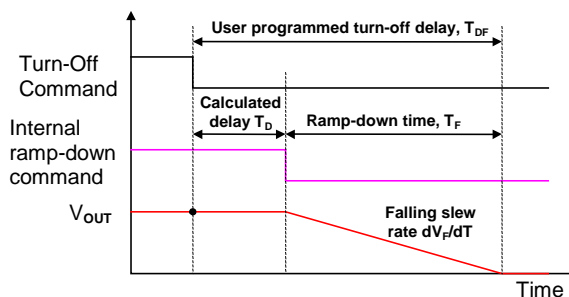 User programmed turn-off delay, TDF
Turn-Off
Command
Calculated
delay TD
Ramp-down time, TF
Internal
ramp-down
command
VOUT
Falling slew
rate dVF/dT
Time